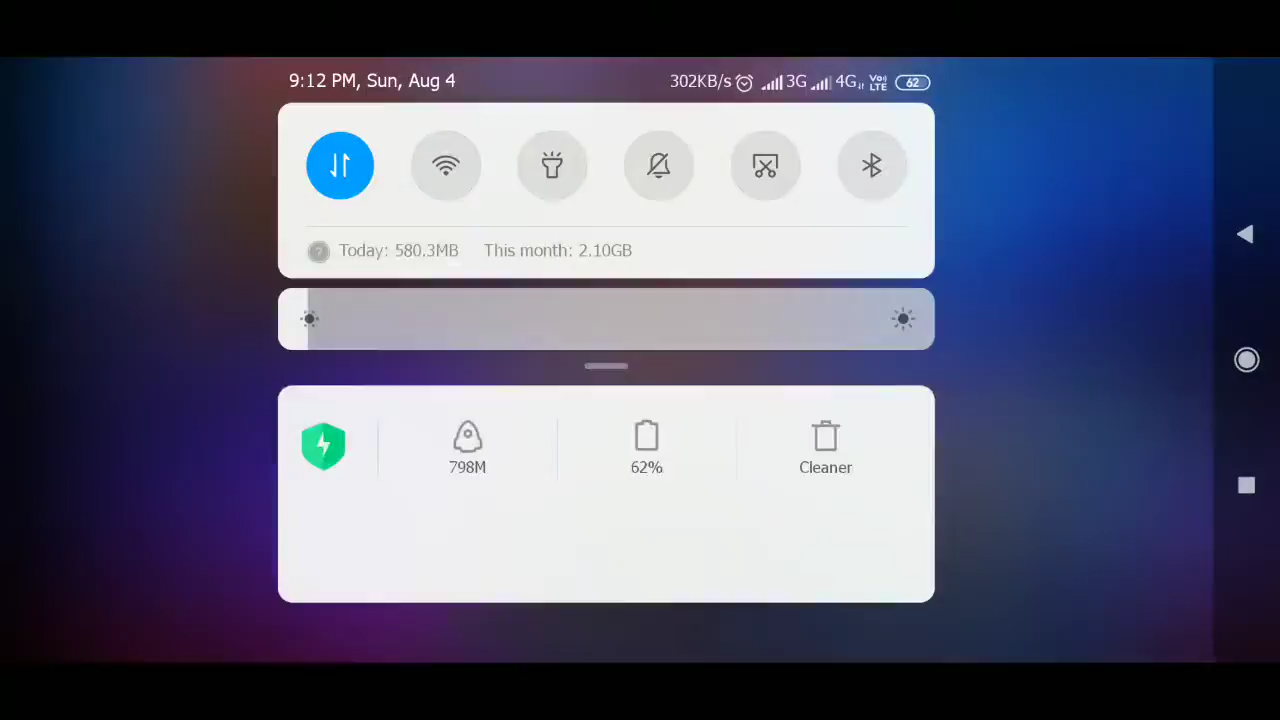 9:12 PM, Sun, Aug 4 302KB/s 3G 4G Vo) LTE 62
? Today: 580.3MB This month: 2.10GB
798M 62% Cleaner